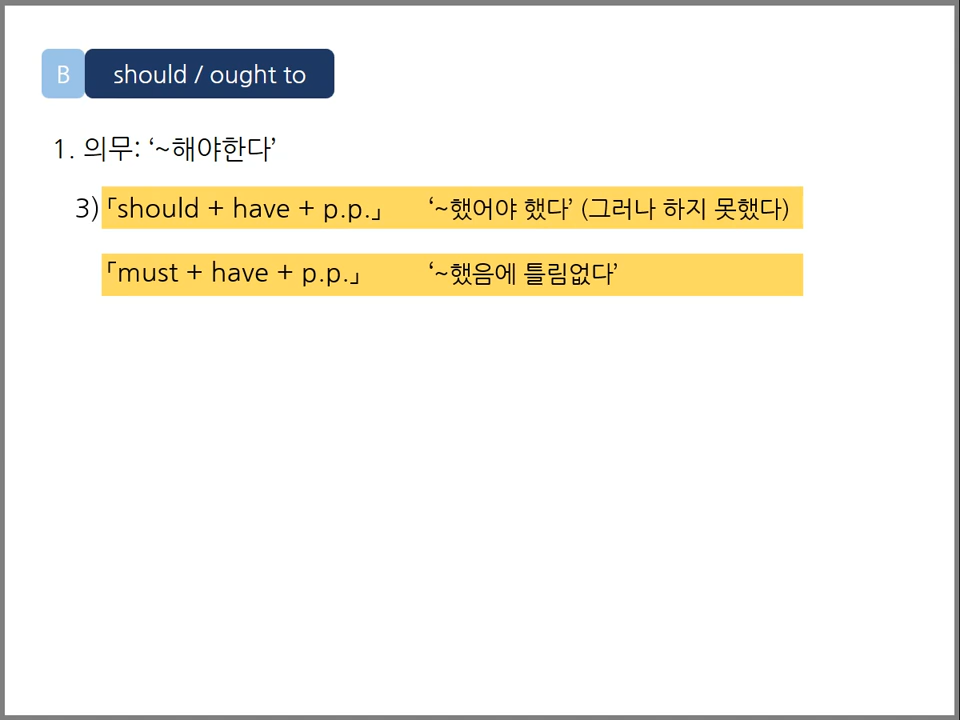 B should / ought to
1. 의무: ‘~해야한다’
3)「should + have + p.p.」 ‘~했어야 했다’ (그러나 하지 못했다)
「must + have + p.p.」 ‘~했음에 틀림없다’